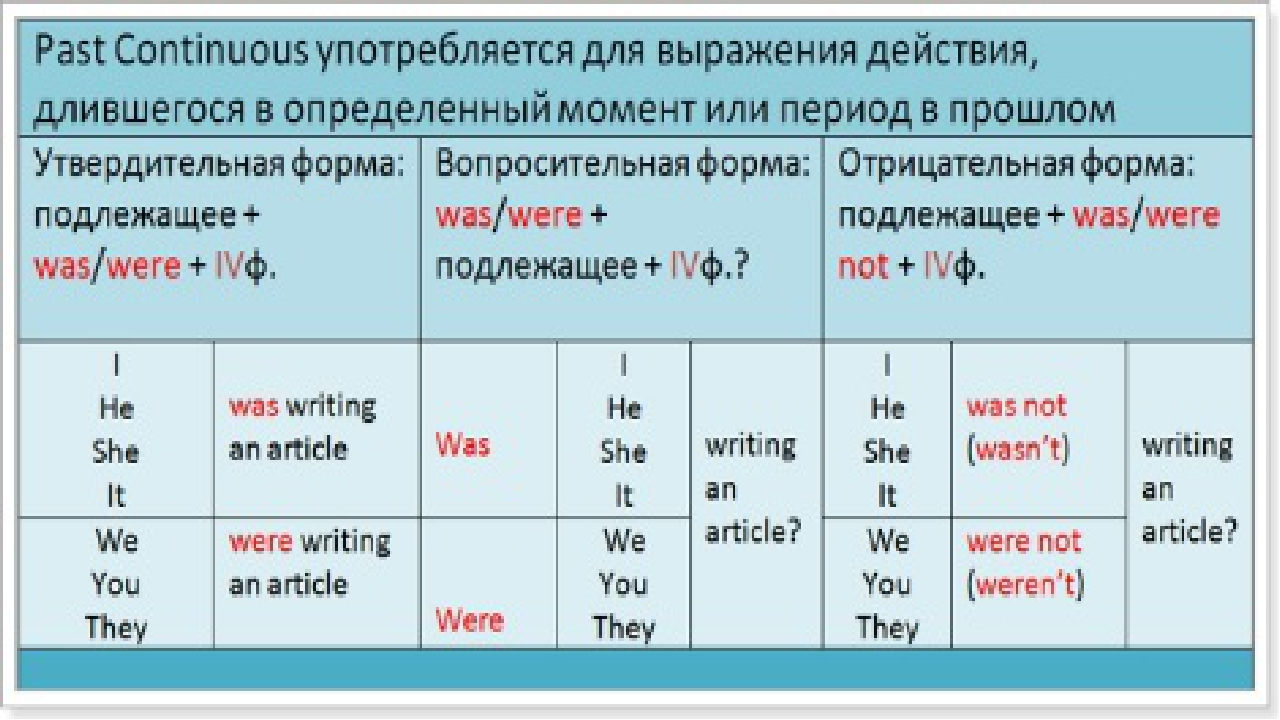 Past Continuous употребляется для выражения действия,
длившегося в определенный момент или период в прошлом
Утвердительная форма:
подлежащее +
was/were + IVф.
Вопросительная форма:
was/were +
подлежащее + IVф.?
Отрицательная форма:
подлежащее + was/were
not + IVф.
I
He
She
It
was writing
an article
Was
I
He
She
It
writing
an
article?
I
He
She
It
was not
(wasn't)
writing
an
article?
We
You
They
were writing
an article
Were
We
You
They
We
You
They
were not
(weren't)